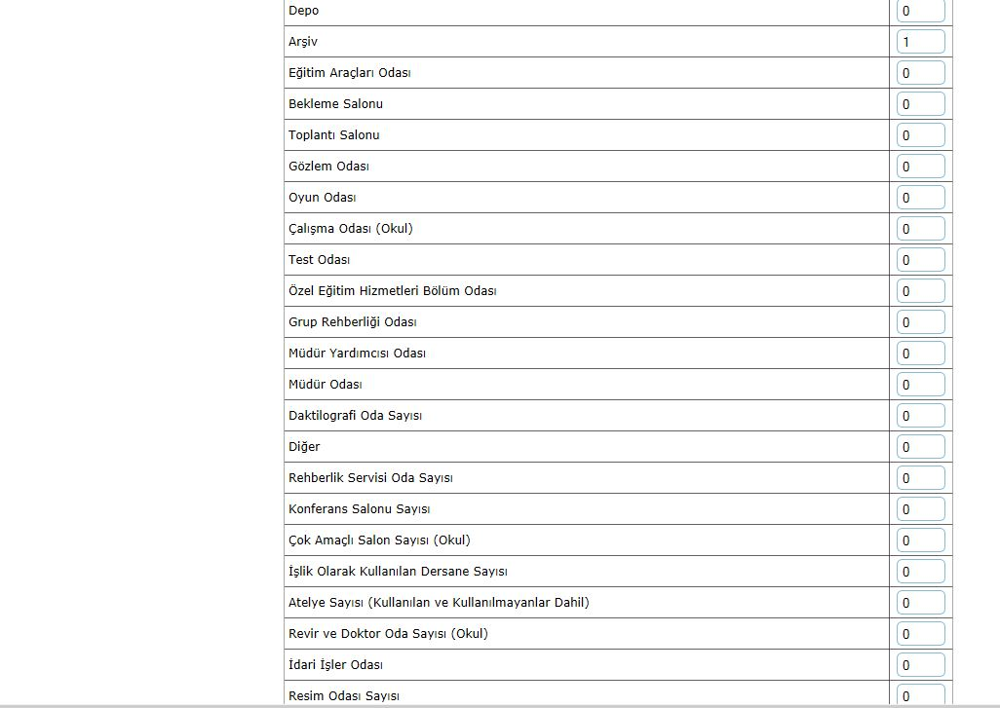 Depo 0
Arşiv 1
Eğitim Araçları Odası 0
Bekleme Salonu 0
Toplantı Salonu 0
Gözlem Odası 0
Oyun Odası 0
Çalışma Odası (Okul) 0
Test Odası 0
Özel Eğitim Hizmetleri Bölüm Odası 0
Grup Rehberliği Odası 0
Müdür Yardımcısı Odası 0
Müdür Odası 0
Daktilografi Oda Sayısı 0
Diğer 0
Rehberlik Servisi Oda Sayısı 0
Konferans Salonu Sayısı 0
Çok Amaçlı Salon Sayısı (Okul) 0
İşlik Olarak Kullanılan Dersane Sayısı 0
Atelye Sayısı (Kullanılan ve Kullanılmayanlar Dahil) 0
Revir ve Doktor Oda Sayısı (Okul) 0
İdari İşler Odası 0
Resim Odası Sayısı 0